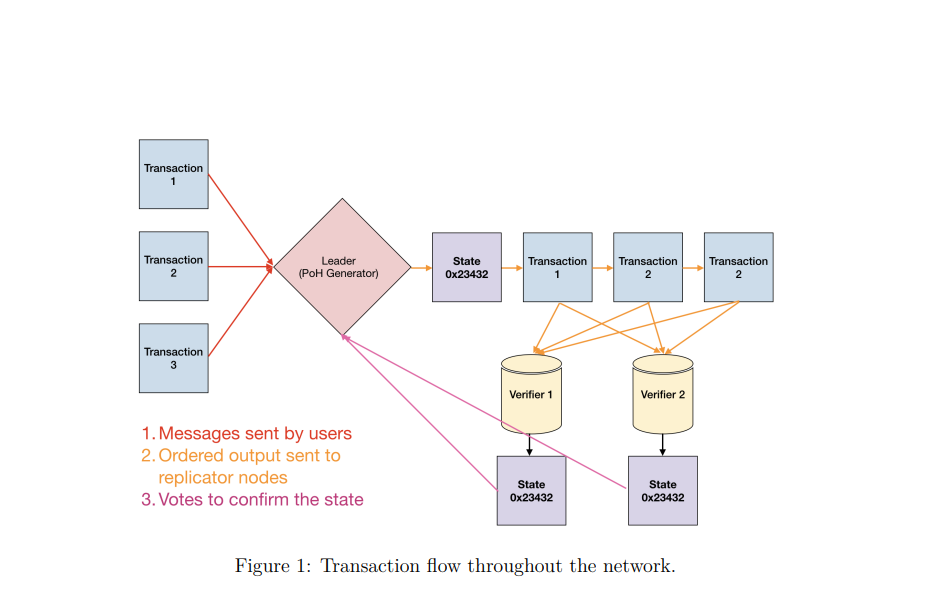 Transaction
1
Transaction
2
Transaction
3
Leader
(PoH Generator)
State
0x23432
Transaction
1
Transaction
2
Transaction
2
Verifier 1
Verifier 2
State
0x23432
State
0x23432
1. Messages sent by users
2. Ordered output sent to
replicator nodes
3. Votes to confirm the state
Figure 1: Transaction flow throughout the network.